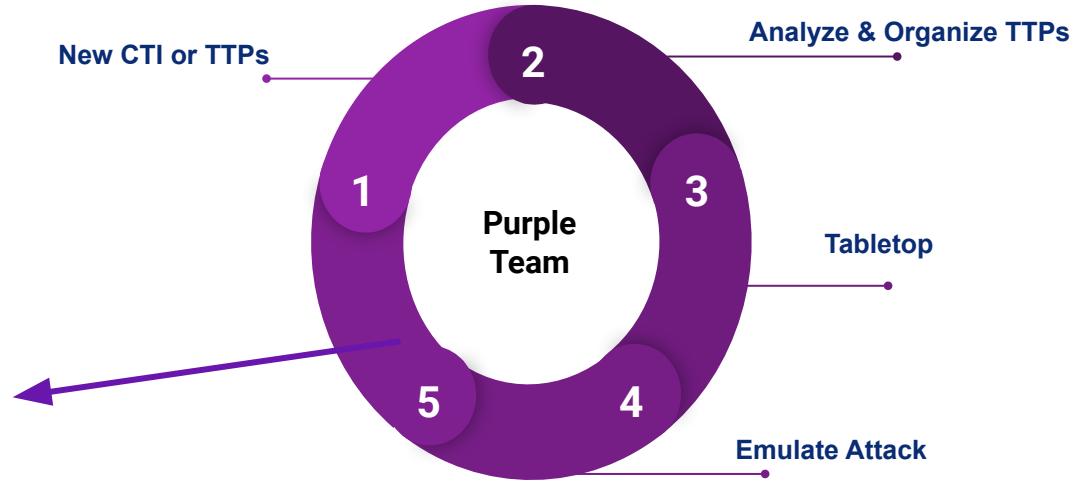 New CTI or TTPs
1
2
Analyze & Organize TTPs
3
Tabletop
4
Emulate Attack
5
Purple
Team